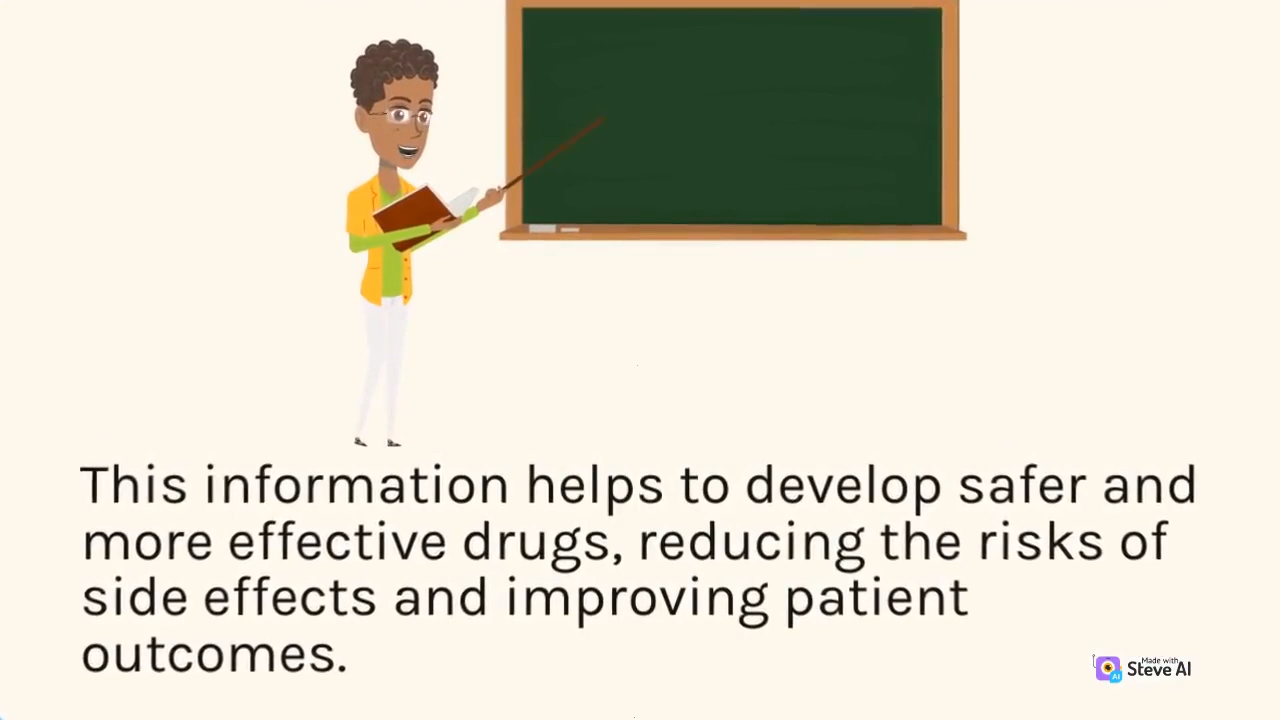 This information helps to develop safer and
more effective drugs, reducing the risks of
side effects and improving patient
outcomes.
Made with
Steve AI
AI